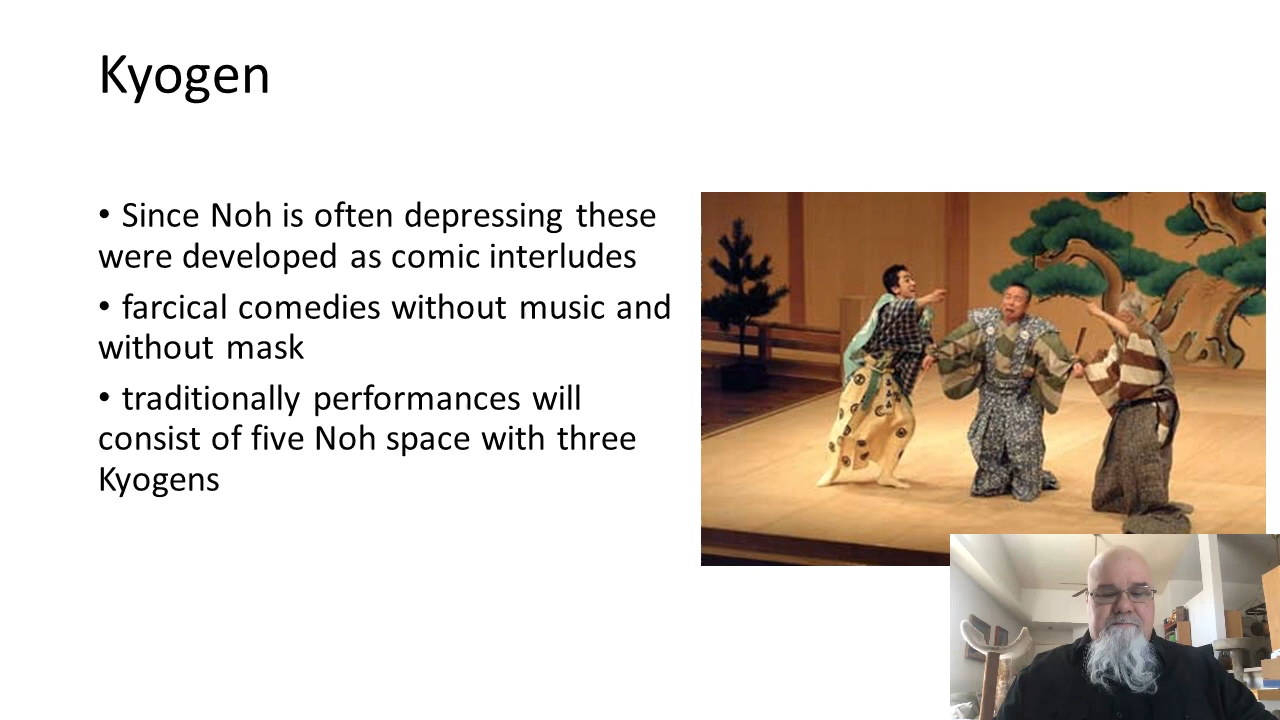 Kyogen
• Since Noh is often depressing these
were developed as comic interludes
• farcical comedies without music and
without mask
• traditionally performances will
consist of five Noh space with three
Kyogens